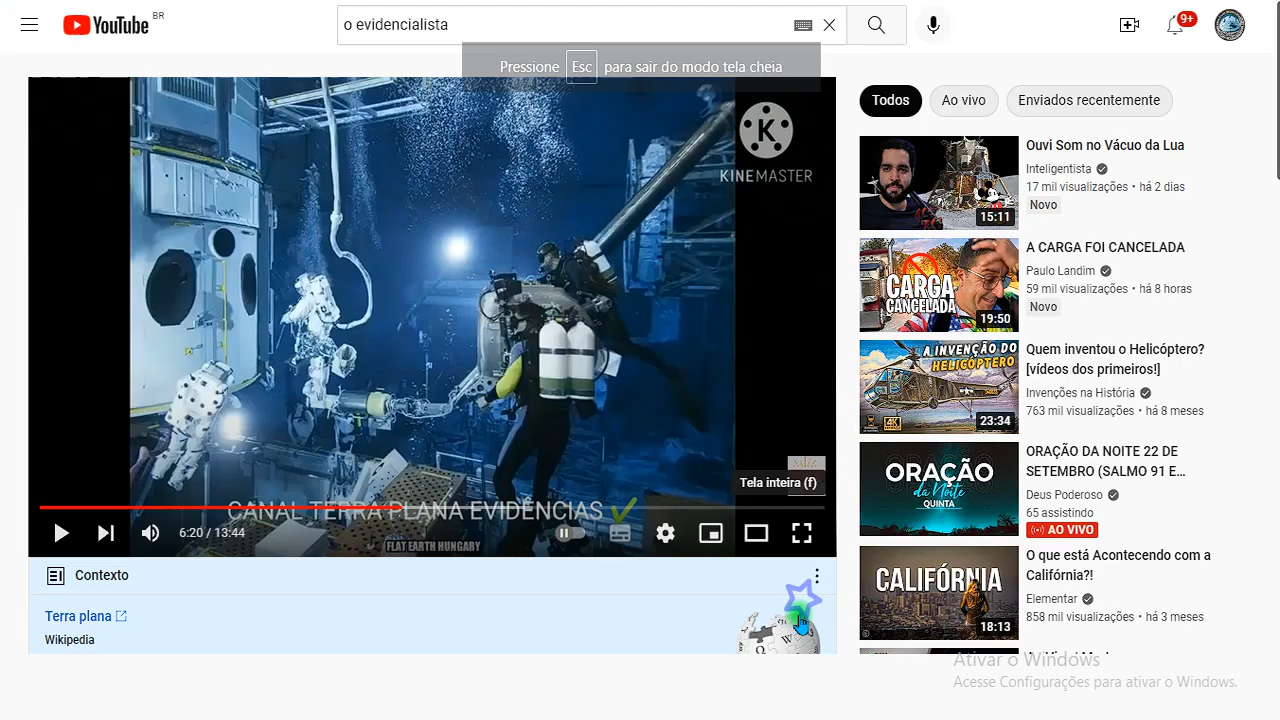 YouTube BR
o evidencialista
9+
Pressione Esc para sair do modo tela cheia
K
KINEMASTER
Tela inteira (f)
CANAL TERRA PLANA EVIDÊNCIAS
6:20 / 13:44
FLAT EARTH HUNGARY
Contexto
Terra plana
Wikipedia
W
Todos
Ao vivo
Enviados recentemente
15:11
Ouvi Som no Vácuo da Lua
Inteligentista
17 mil visualizações • há 2 dias
Novo
CARGA
CANCELADA
19:50
A CARGA FOI CANCELADA
Paulo Landim
59 mil visualizações • há 8 horas
Novo
A INVENÇÃO DO
HELICÓPTERO
4K
23:34
Quem inventou o Helicóptero?
[vídeos dos primeiros!]
Invenções na História
763 mil visualizações • há 8 meses
ORAÇÃO
da Noite
QUINTA
ORAÇÃO DA NOITE 22 DE
SETEMBRO (SALMO 91 E...
Deus Poderoso
65 assistindo
AO VIVO
CALIFÓRNIA
18:13
O que está Acontecendo com a
Califórnia?!
Elementar
858 mil visualizações • há 3 meses
Ativar o Windows
Acesse Configurações para ativar o Windows.